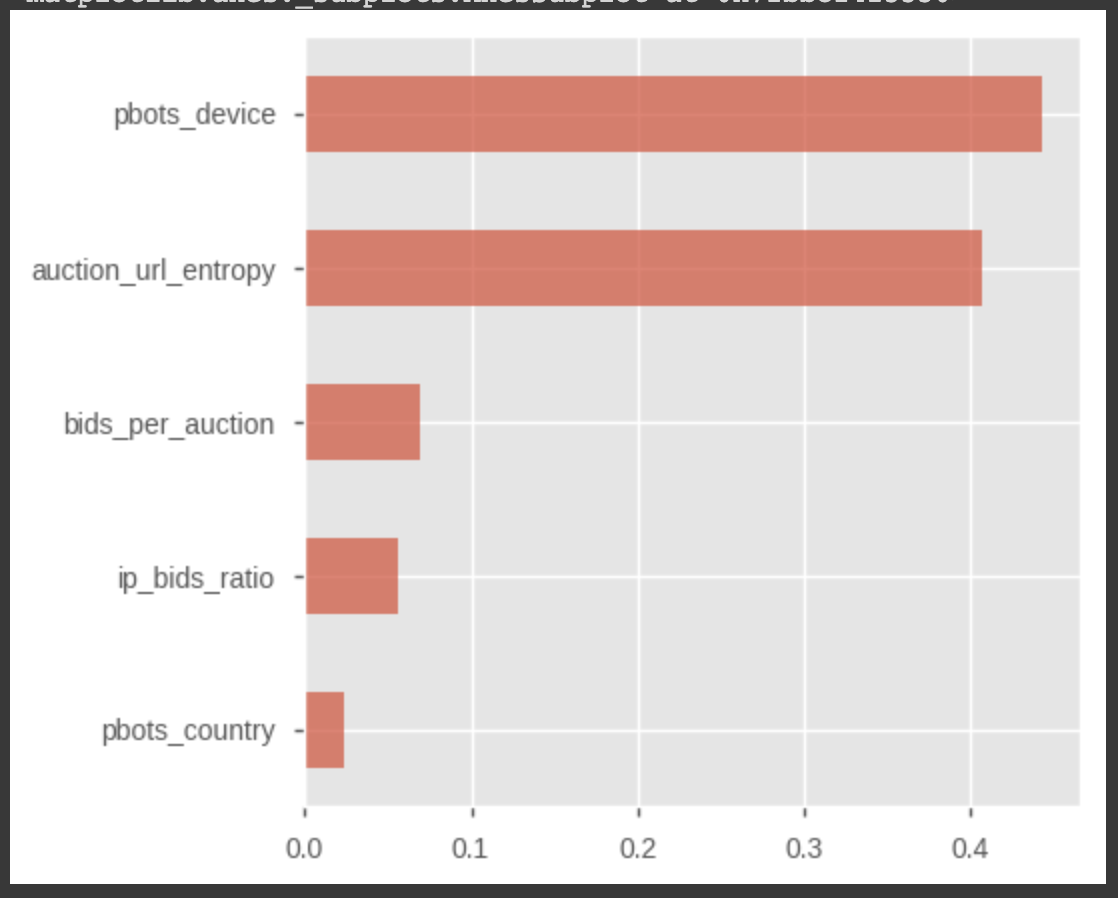 pbots_device
auction_url_entropy
bids_per_auction
ip_bids_ratio
pbots_country
0.0 0.1 0.2 0.3 0.4